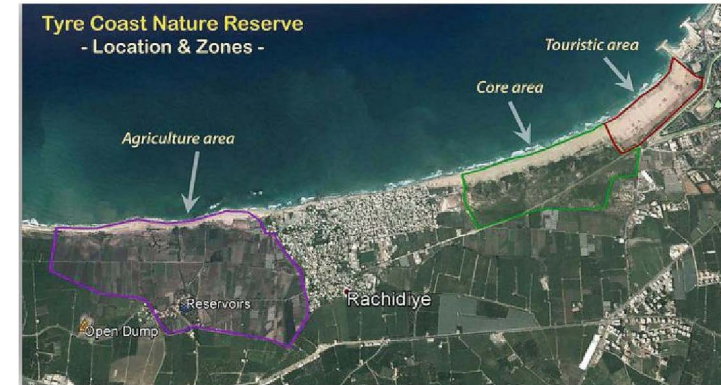 Tyre Coast Nature Reserve
- Location & Zones -
Touristic area
Core area
Agriculture area
Reservoirs
Rachidiye
Open Dump